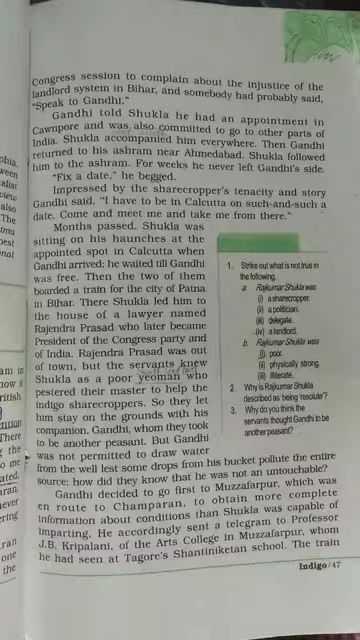 Congress session to complain about the injustice of the
landlord system in Bihar, and somebody had probably said,
"Speak to Gandhi."
Gandhi told Shukla he had an appointment in
Cawnpore and was also committed to go to other parts of
India. Shukla accompanied him everywhere. Then Gandhi
returned to his ashram near Ahmedabad. Shukla followed
him to the ashram. For weeks he never left Gandhi's side.
"Fix a date," he begged.
Impressed by the sharecropper's tenacity and story
Gandhi said, "I have to be in Calcutta on such-and-such a
date. Come and meet me and take me from there."
Months passed. Shukla was
sitting on his haunches at the
appointed spot in Calcutta when
Gandhi arrived; he waited till Gandhi
was free. Then the two of them
boarded a train for the city of Patna
in Bihar. There Shukla led him to
the house of a lawyer named
Rajendra Prasad who later became
President of the Congress party and
of India. Rajendra Prasad was out
of town, but the servants knew
Shukla as a poor yeoman who
pestered their master to help the
indigo sharecroppers. So they let
him stay on the grounds with his
companion, Gandhi, whom they took
to be another peasant. But Gandhi
was not permitted to draw water
from the well lest some drops from his bucket pollute the entire
source; how did they know that he was not an untouchable?
Gandhi decided to go first to Muzzafarpur, which was
en route to Champaran, to obtain more complete
information about conditions than Shukla was capable of
imparting. He accordingly sent a telegram to Professor
J.B. Kripalani, of the Arts College in Muzzafarpur, whom
he had seen at Tagore's Shantiniketan school. The train
1. Strike out what is not true in
the following.
a. Rajkumar Shukla was
(i) a sharecropper.
(ii) a politician.
(iii) delegate.
(iv) a landlord.
b. Rajkumar Shukla was
(i) poor.
(ii) physically strong.
(iii) illiterate.
2. Why is Rajkumar Shukla
described as being 'resolute'?
3. Why do you think the
servants thought Gandhi to be
another peasant?
Indigo/47